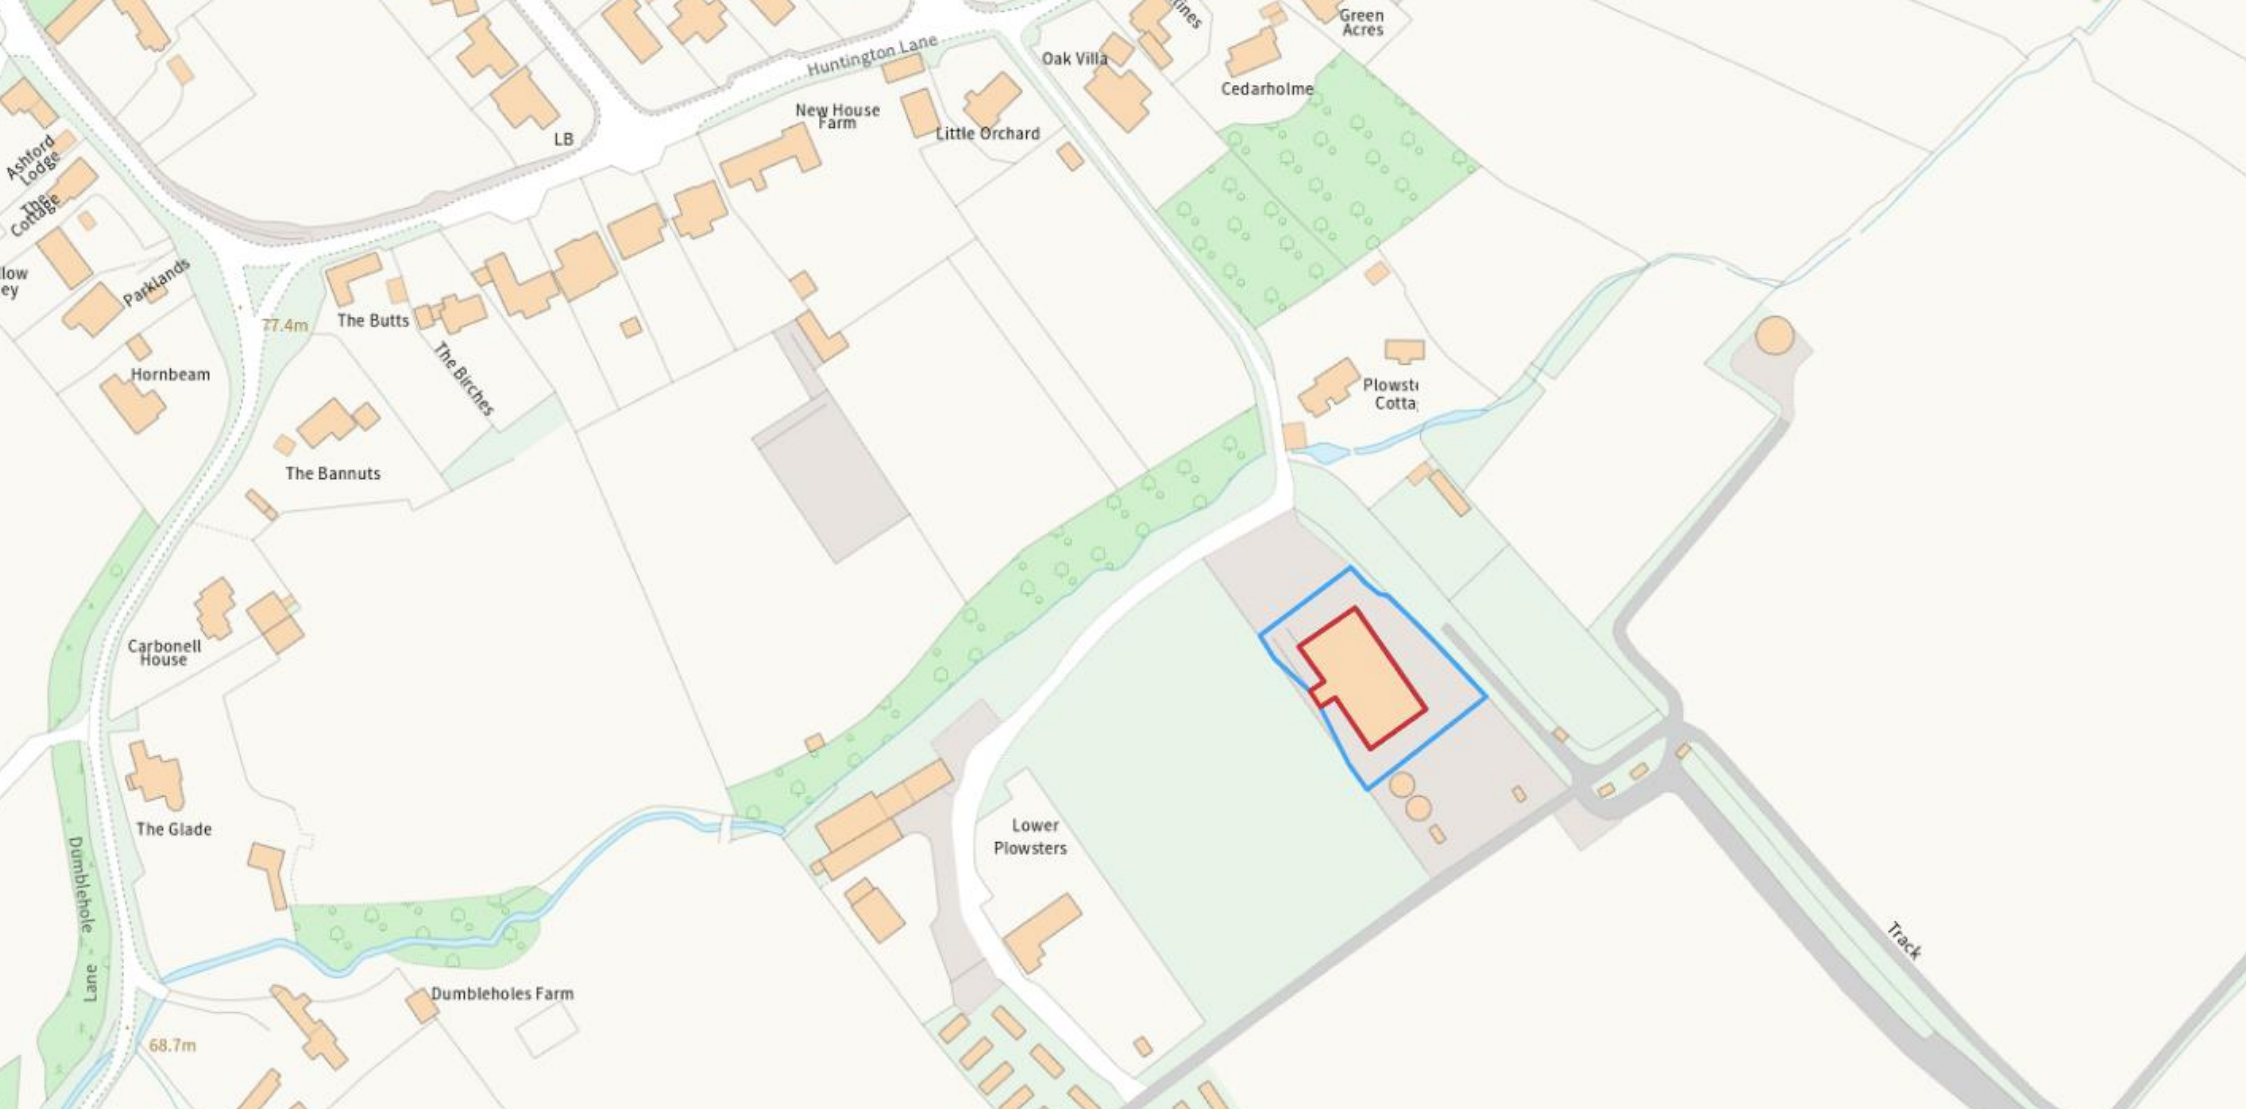 Green
Acres
Huntington Lane
Oak Villa
Cedarholme
New House
Farm
LB
Little Orchard
Ashford
Lodge
The
Cottage
Parklands
77.4m
The Butts
The Birches
Hornbeam
Plowst
Cotta
The Bannuts
Carbonell
House
The Glade
Lower
Plowsters
Dumblehole Lane
Track
Dumbleholes Farm
68.7m